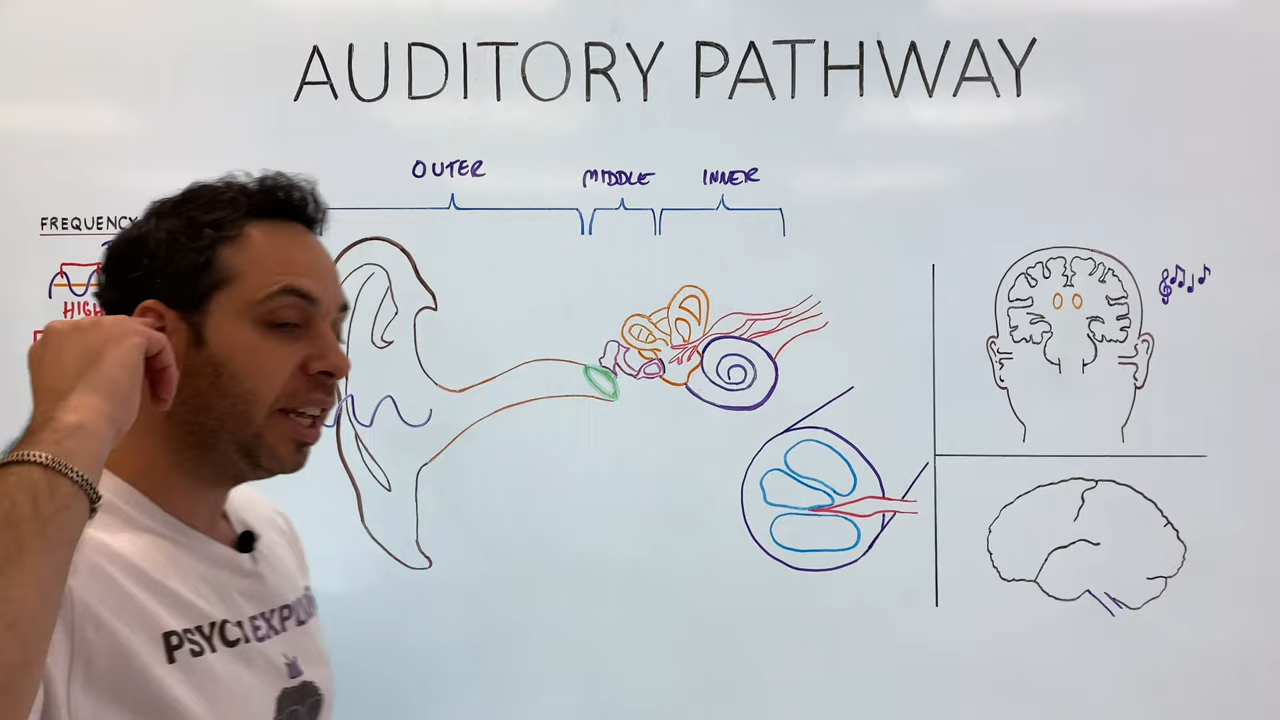 AUDITORY PATHWAY
OUTER
MIDDLE
INNER
FREQUENCY
HIGH